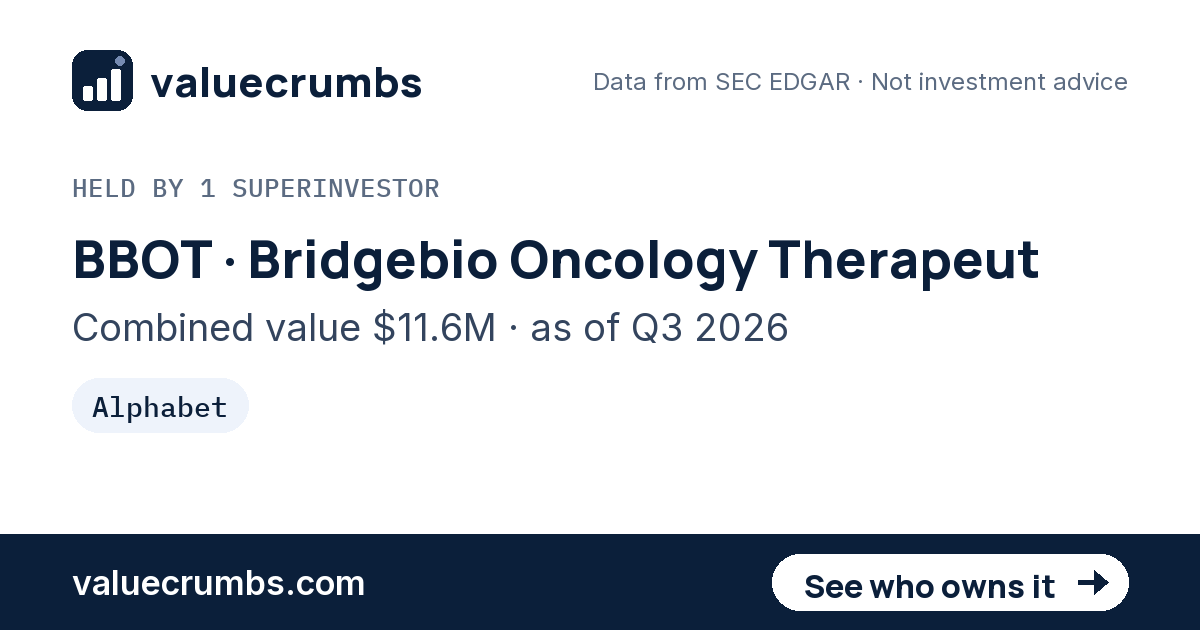 valuecrumbs
Data from SEC EDGAR · Not investment advice
HELD BY 1 SUPERINVESTOR
BBOT · Bridgebio Oncology Therapeut
Combined value $11.6M · as of Q3 2026
Alphabet
valuecrumbs.com
See who owns it →